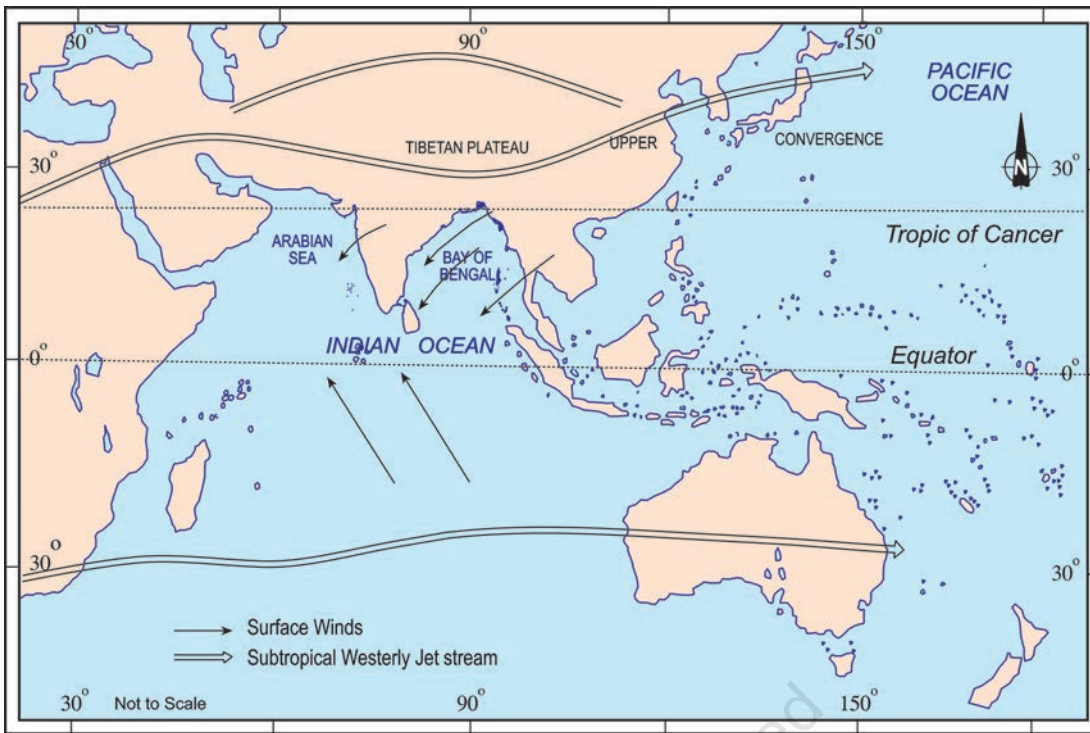 30°
90°
150°
PACIFIC
OCEAN
TIBETAN PLATEAU
UPPER
CONVERGENCE
N
30°
30°
Tropic of Cancer
ARABIAN
SEA
BAY OF
BENGAL
INDIAN OCEAN
Equator
0°
0°
30°
30°
Surface Winds
Subtropical Westerly Jet stream
30°
Not to Scale
90°
150°